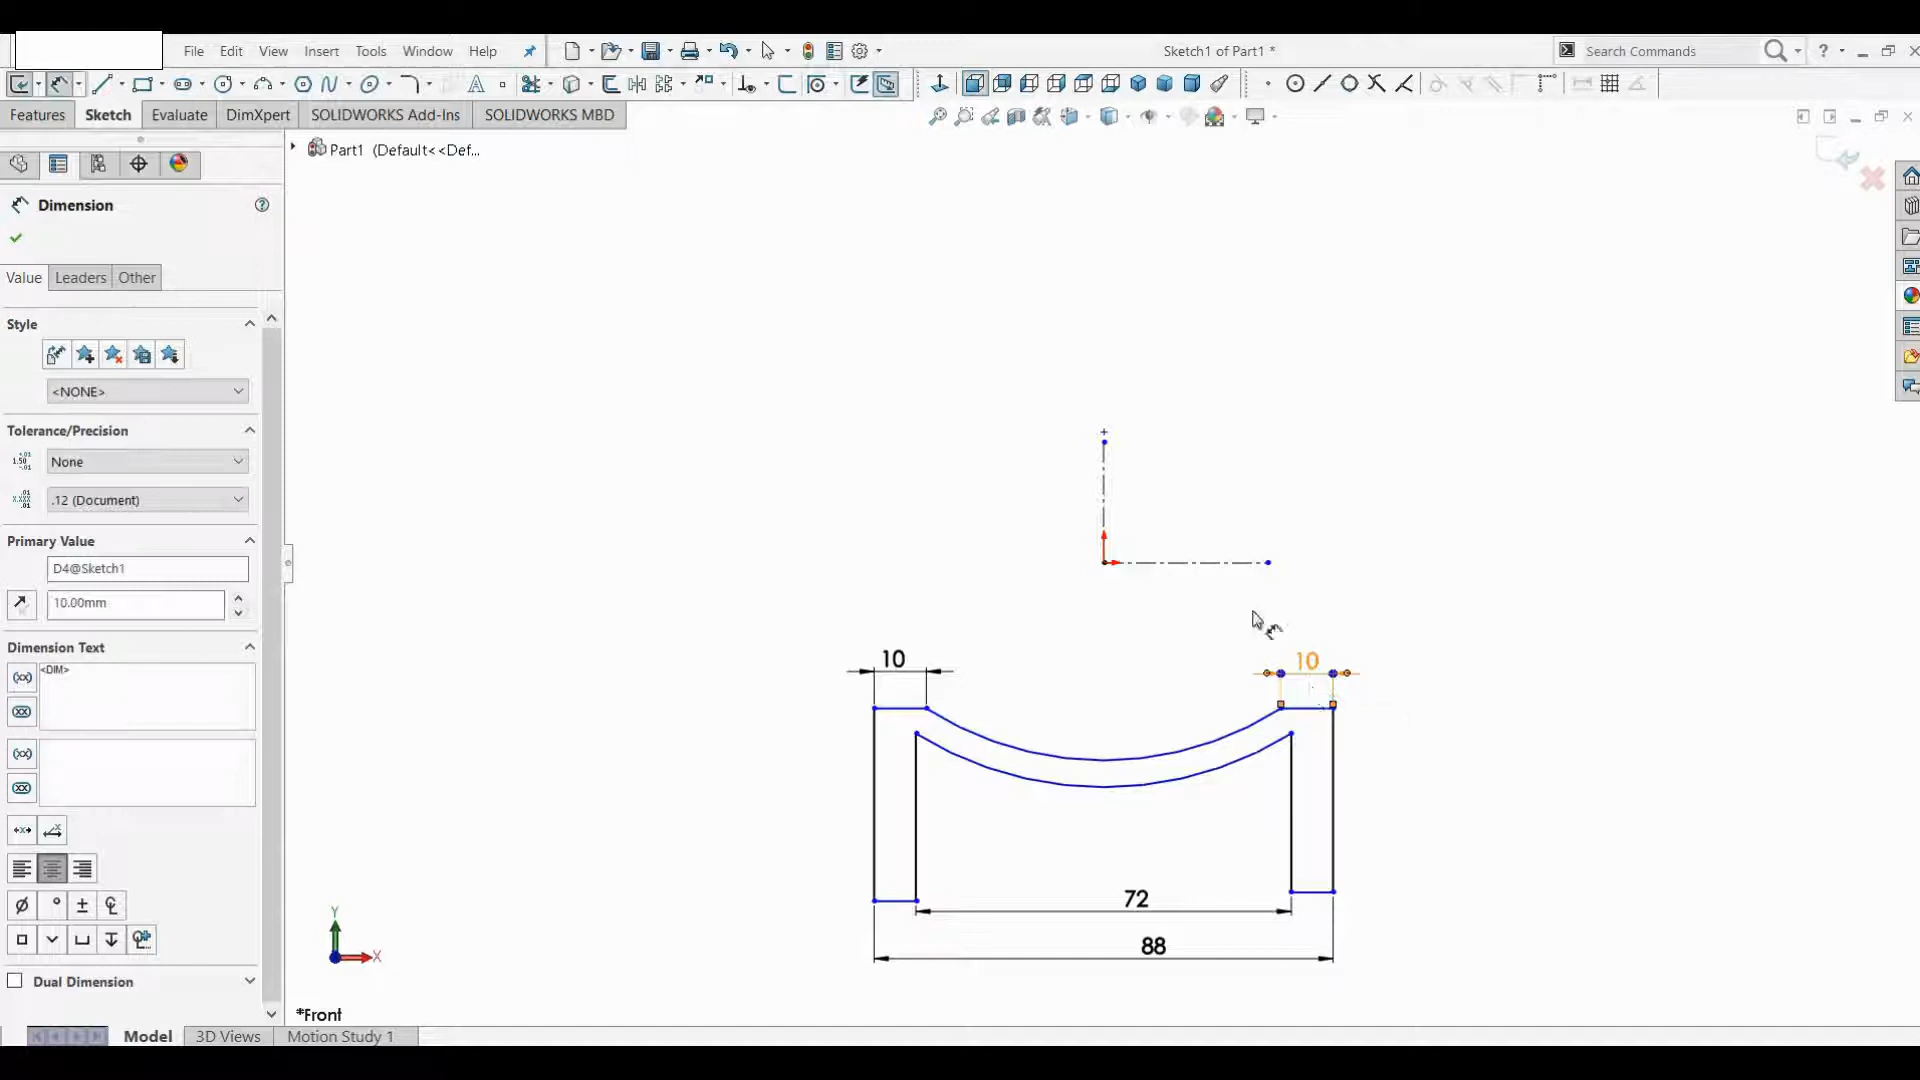 File Edit View Insert Tools Window Help
Sketch1 of Part1 *
Search Commands
?
Features Sketch Evaluate DimXpert SOLIDWORKS Add-Ins SOLIDWORKS MBD
Part1 (Default<<Def...
Dimension
Value Leaders Other
Style
<NONE>
Tolerance/Precision
None
.12 (Document)
Primary Value
D4@Sketch1
10.00mm
Dimension Text
<DIM>
Dual Dimension
10
10
72
88
Y
X
*Front
Model 3D Views Motion Study 1